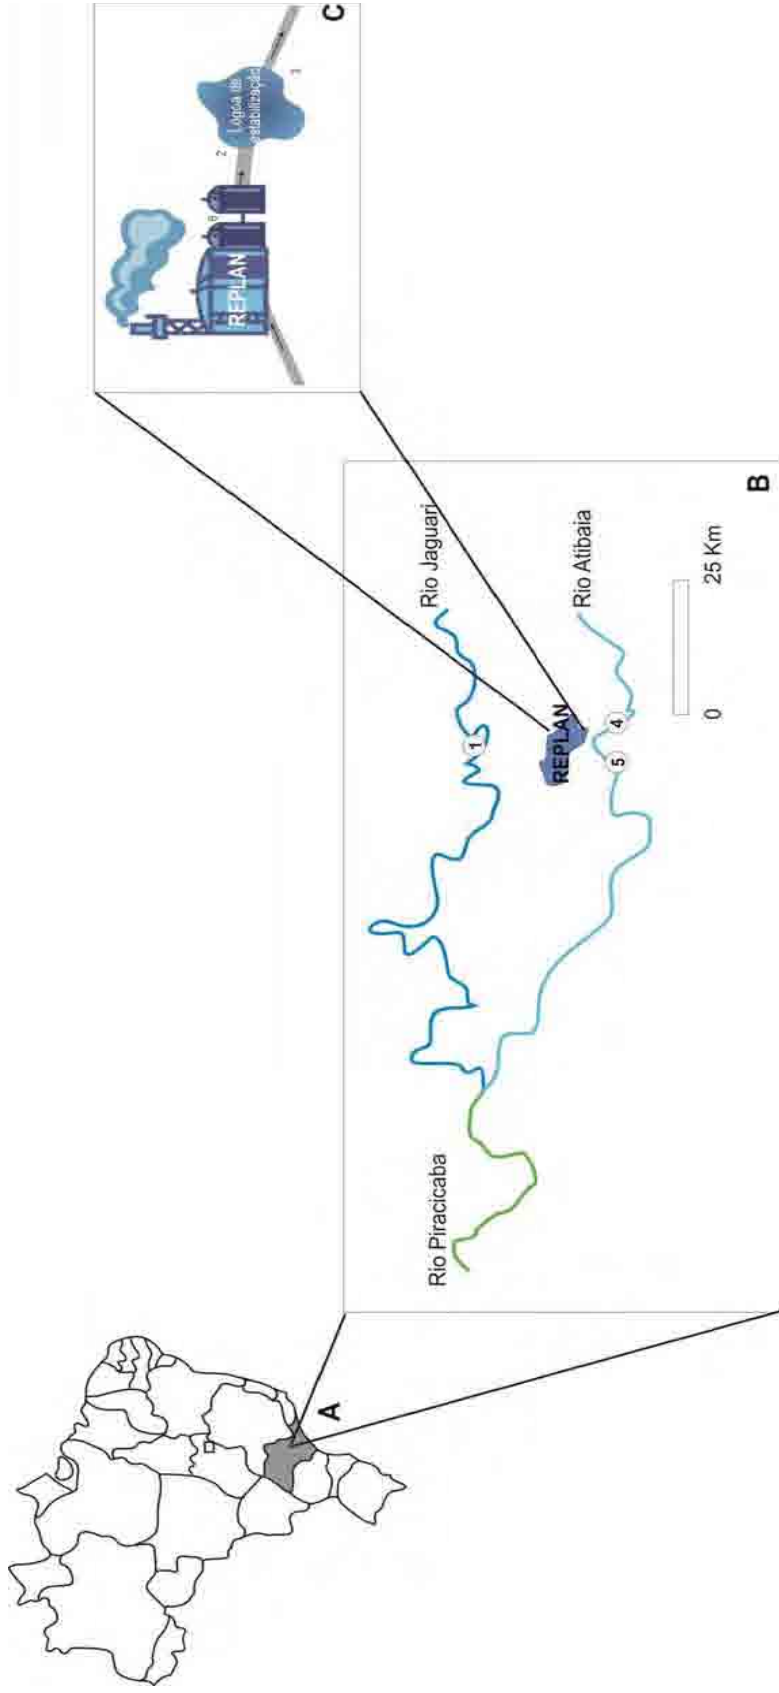 A
Rio Piracicaba
Rio Jaguari
1
REPLAN
5
4
Rio Atibaia
0
25 Km
B
REPLAN
6
2
Lagoa de
estabilização
3
C